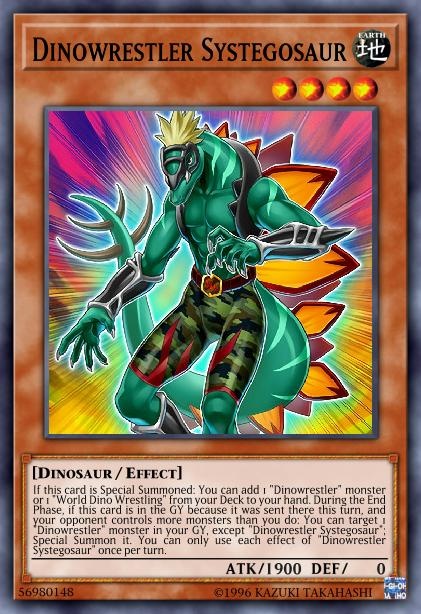 DINOWRESTLER SYSTEGOSAUR
EARTH
地
[DINOSAUR / EFFECT]
If this card is Special Summoned: You can add 1 "Dinowrestler" monster
or 1 "World Dino Wrestling" from your Deck to your hand. During the End
Phase, if this card is in the GY because it was sent there this turn, and
your opponent controls more monsters than you do: You can target 1
"Dinowrestler" monster in your GY, except "Dinowrestler Systegosaur";
Special Summon it. You can only use each effect of "Dinowrestler
Systegosaur" once per turn.
ATK/1900 DEF/ 0
56980148
©1996 KAZUKI TAKAHASHI